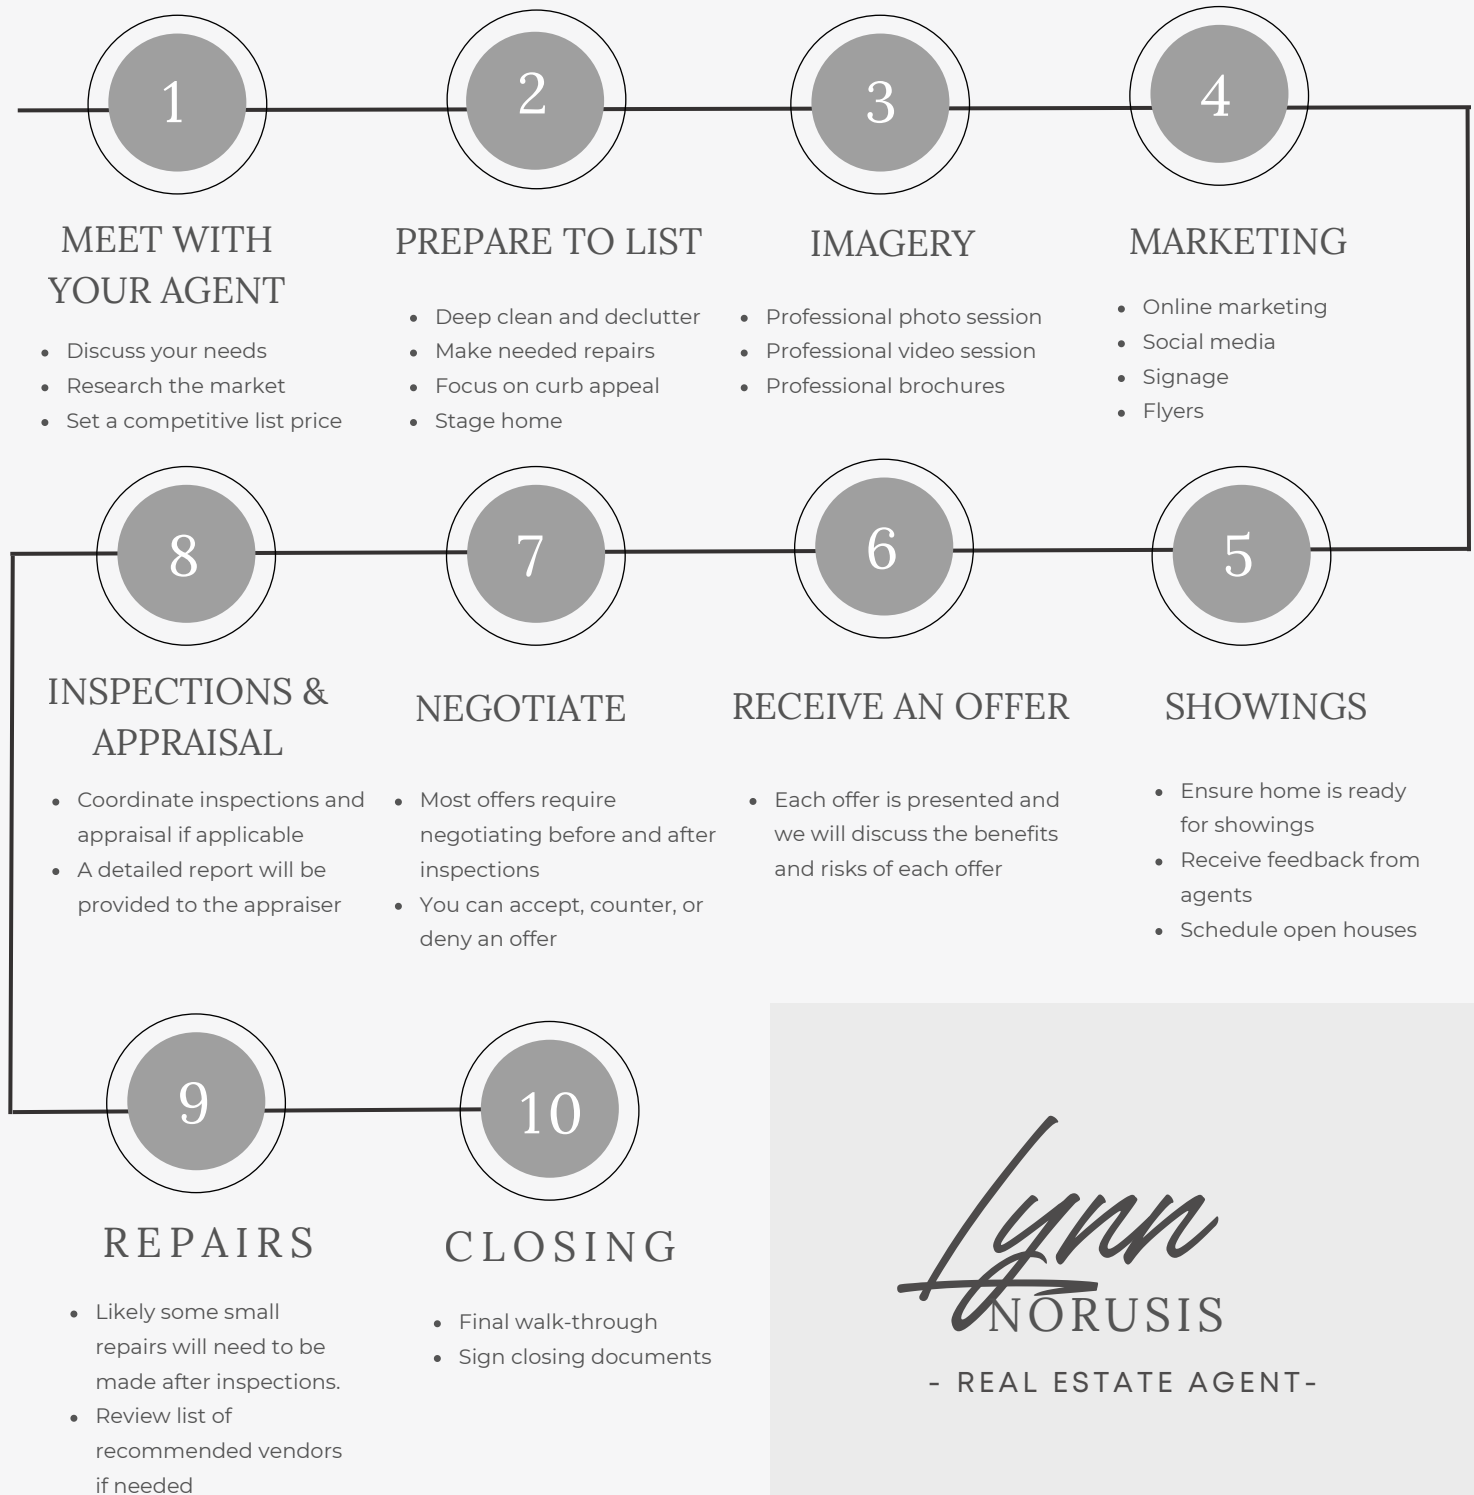 1
2
3
4
MEET WITH
YOUR AGENT
• Discuss your needs
• Research the market
• Set a competitive list price
PREPARE TO LIST
• Deep clean and declutter
• Make needed repairs
• Focus on curb appeal
• Stage home
IMAGERY
• Professional photo session
• Professional video session
• Professional brochures
MARKETING
• Online marketing
• Social media
• Signage
• Flyers
8
7
6
5
INSPECTIONS &
APPRAISAL
• Coordinate inspections and
appraisal if applicable
• A detailed report will be
provided to the appraiser
NEGOTIATE
• Most offers require
negotiating before and after
inspections
• You can accept, counter, or
deny an offer
RECEIVE AN OFFER
• Each offer is presented and
we will discuss the benefits
and risks of each offer
SHOWINGS
• Ensure home is ready
for showings
• Receive feedback from
agents
• Schedule open houses
9
10
REPAIRS
• Likely some small
repairs will need to be
made after inspections.
• Review list of
recommended vendors
if needed
CLOSING
• Final walk-through
• Sign closing documents
Lynn
NORUSIS
- REAL ESTATE AGENT-